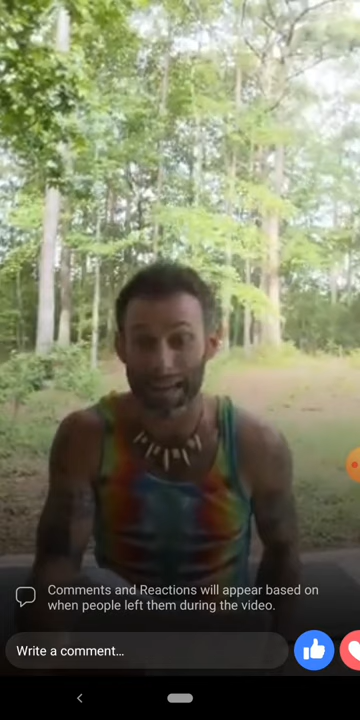 Comments and Reactions will appear based on
when people left them during the video.
Write a comment...